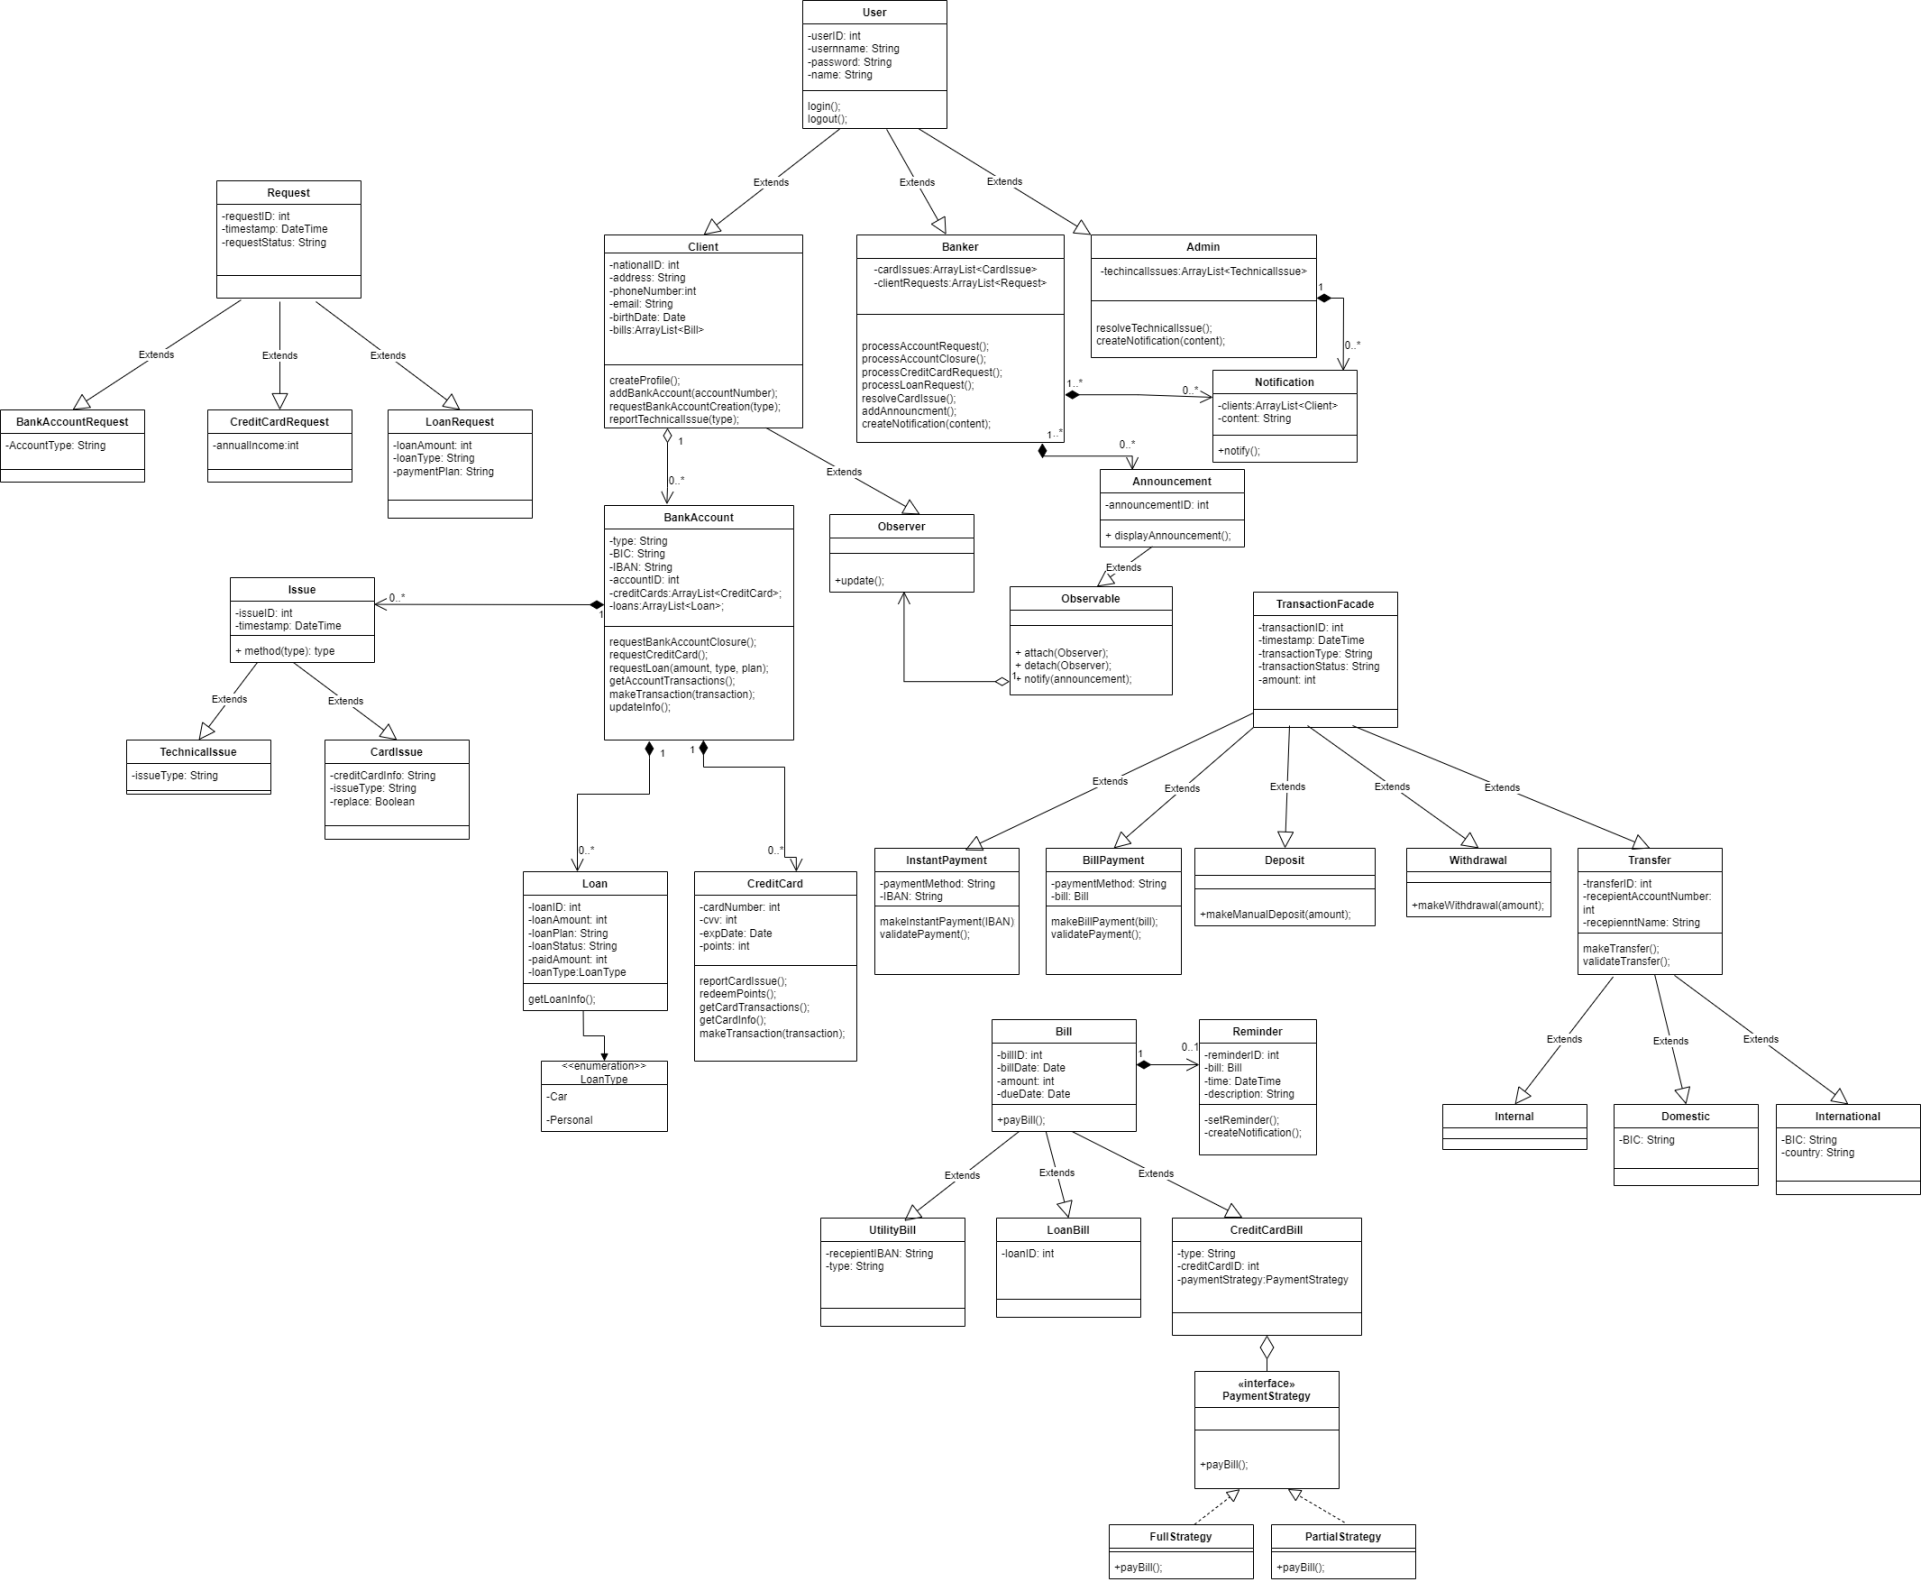 User
-userID: int
-usernname: String
-password: String
-name: String
login();
logout();
Extends
Extends
Extends
Request
-requestID: int
-timestamp: DateTime
-requestStatus: String
Extends
Extends
Extends
BankAccountRequest
-AccountType: String
CreditCardRequest
-annualIncome:int
LoanRequest
-loanAmount: int
-loanType: String
-paymentPlan: String
Client
-nationalID: int
-address: String
-phoneNumber:int
-email: String
-birthDate: Date
-bills:ArrayList<Bill>
createProfile();
addBankAccount(accountNumber);
requestBankAccountCreation(type);
reportTechnicalIssue(type);
1
0..*
Extends
Banker
-cardIssues:ArrayList<CardIssue>
-clientRequests:ArrayList<Request>
processAccountRequest();
processAccountClosure();
processCreditCardRequest();
processLoanRequest();
resolveCardIssue();
addAnnouncment();
createNotification(content);
1..*
0..*
1..*
0..*
Admin
-techincalIssues:ArrayList<TechnicalIssue>
resolveTechnicalIssue();
createNotification(content);
1
0..*
Notification
-clients:ArrayList<Client>
-content: String
+notify();
Announcement
-announcementID: int
+ displayAnnouncement();
Extends
Observer
+update();
Observable
+ attach(Observer);
+ detach(Observer);
+ notify(announcement);
1
BankAccount
-type: String
-BIC: String
-IBAN: String
-accountID: int
-creditCards:ArrayList<CreditCard>;
-loans:ArrayList<Loan>;
requestBankAccountClosure();
requestCreditCard();
requestLoan(amount, type, plan);
getAccountTransactions();
makeTransaction(transaction);
updateInfo();
1
0..*
1
1
0..*
0..*
Issue
-issueID: int
-timestamp: DateTime
+ method(type): type
Extends
Extends
TechnicalIssue
-issueType: String
CardIssue
-creditCardInfo: String
-issueType: String
-replace: Boolean
Loan
-loanID: int
-loanAmount: int
-loanPlan: String
-loanStatus: String
-paidAmount: int
-loanType:LoanType
getLoanInfo();
<<enumeration>>
LoanType
-Car
-Personal
CreditCard
-cardNumber: int
-cvv: int
-expDate: Date
-points: int
reportCardIssue();
redeemPoints();
getCardTransactions();
getCardInfo();
makeTransaction(transaction);
TransactionFacade
-transactionID: int
-timestamp: DateTime
-transactionType: String
-transactionStatus: String
-amount: int
Extends
Extends
Extends
Extends
Extends
InstantPayment
-paymentMethod: String
-IBAN: String
makeInstantPayment(IBAN)
validatePayment();
BillPayment
-paymentMethod: String
-bill: Bill
makeBillPayment(bill);
validatePayment();
Deposit
+makeManualDeposit(amount);
Withdrawal
+makeWithdrawal(amount);
Transfer
-transferID: int
-recepientAccountNumber:
int
-recepienntName: String
makeTransfer();
validateTransfer();
Extends
Extends
Extends
Internal
Domestic
-BIC: String
International
-BIC: String
-country: String
Bill
-billID: int
-billDate: Date
-amount: int
-dueDate: Date
+payBill();
1
0..1
Reminder
-reminderID: int
-bill: Bill
-time: DateTime
-description: String
-setReminder();
-createNotification();
Extends
Extends
Extends
UtilityBill
-recepientIBAN: String
-type: String
LoanBill
-loanID: int
CreditCardBill
-type: String
-creditCardID: int
-paymentStrategy:PaymentStrategy
«interface»
PaymentStrategy
+payBill();
FullStrategy
+payBill();
PartialStrategy
+payBill();